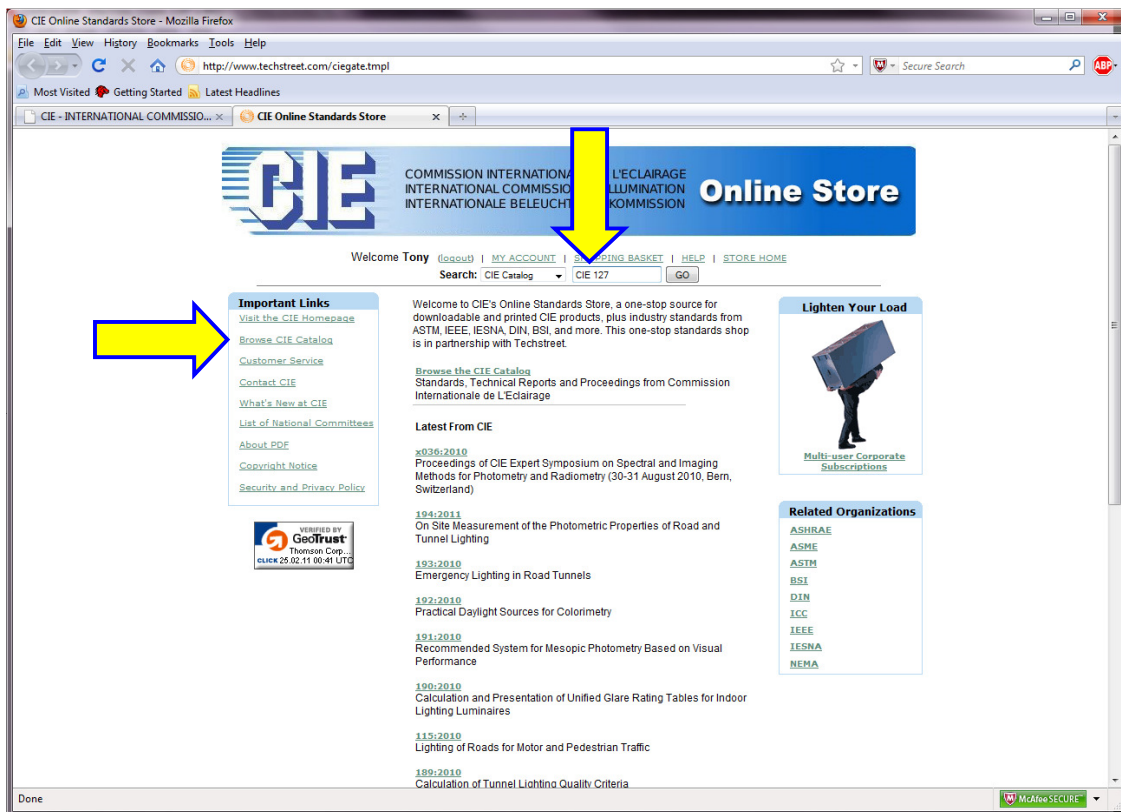 CIE Online Standards Store - Mozilla Firefox
File Edit View History Bookmarks Tools Help
http://www.techstreet.com/ciegate.tmpl
Secure Search
ABP
Most Visited Getting Started Latest Headlines
CIE - INTERNATIONAL COMMISSIO...
CIE Online Standards Store
CIE
COMMISSION INTERNATIONA L'ECLAIRAGE
INTERNATIONAL COMMISSIO LLUMINATION
INTERNATIONALE BELEUCHT KOMMISSION
Online Store
Welcome Tony (logout) | MY ACCOUNT | SHOPPING BASKET | HELP | STORE HOME
Search: CIE Catalog CIE 127 GO
Important Links
Visit the CIE Homepage
Browse CIE Catalog
Customer Service
Contact CIE
What's New at CIE
List of National Committees
About PDF
Copyright Notice
Security and Privacy Policy
VERIFIED BY
GeoTrust
Thomson Corp...
CLICK 25.02.11 00:41 UTC
Welcome to CIE's Online Standards Store, a one-stop source for
downloadable and printed CIE products, plus industry standards from
ASTM, IEEE, IESNA, DIN, BSI, and more. This one-stop standards shop
is in partnership with Techstreet.
Browse the CIE Catalog
Standards, Technical Reports and Proceedings from Commission
Internationale de L'Eclairage
Latest From CIE
x036:2010
Proceedings of CIE Expert Symposium on Spectral and Imaging
Methods for Photometry and Radiometry (30-31 August 2010, Bern,
Switzerland)
194:2011
On Site Measurement of the Photometric Properties of Road and
Tunnel Lighting
193:2010
Emergency Lighting in Road Tunnels
192:2010
Practical Daylight Sources for Colorimetry
191:2010
Recommended System for Mesopic Photometry Based on Visual
Performance
190:2010
Calculation and Presentation of Unified Glare Rating Tables for Indoor
Lighting Luminaires
115:2010
Lighting of Roads for Motor and Pedestrian Traffic
189:2010
Calculation of Tunnel Lighting Quality Criteria
Lighten Your Load
Multi-user Corporate
Subscriptions
Related Organizations
ASHRAE
ASME
ASTM
BSI
DIN
ICC
IEEE
IESNA
NEMA
Done
McAfee SECURE